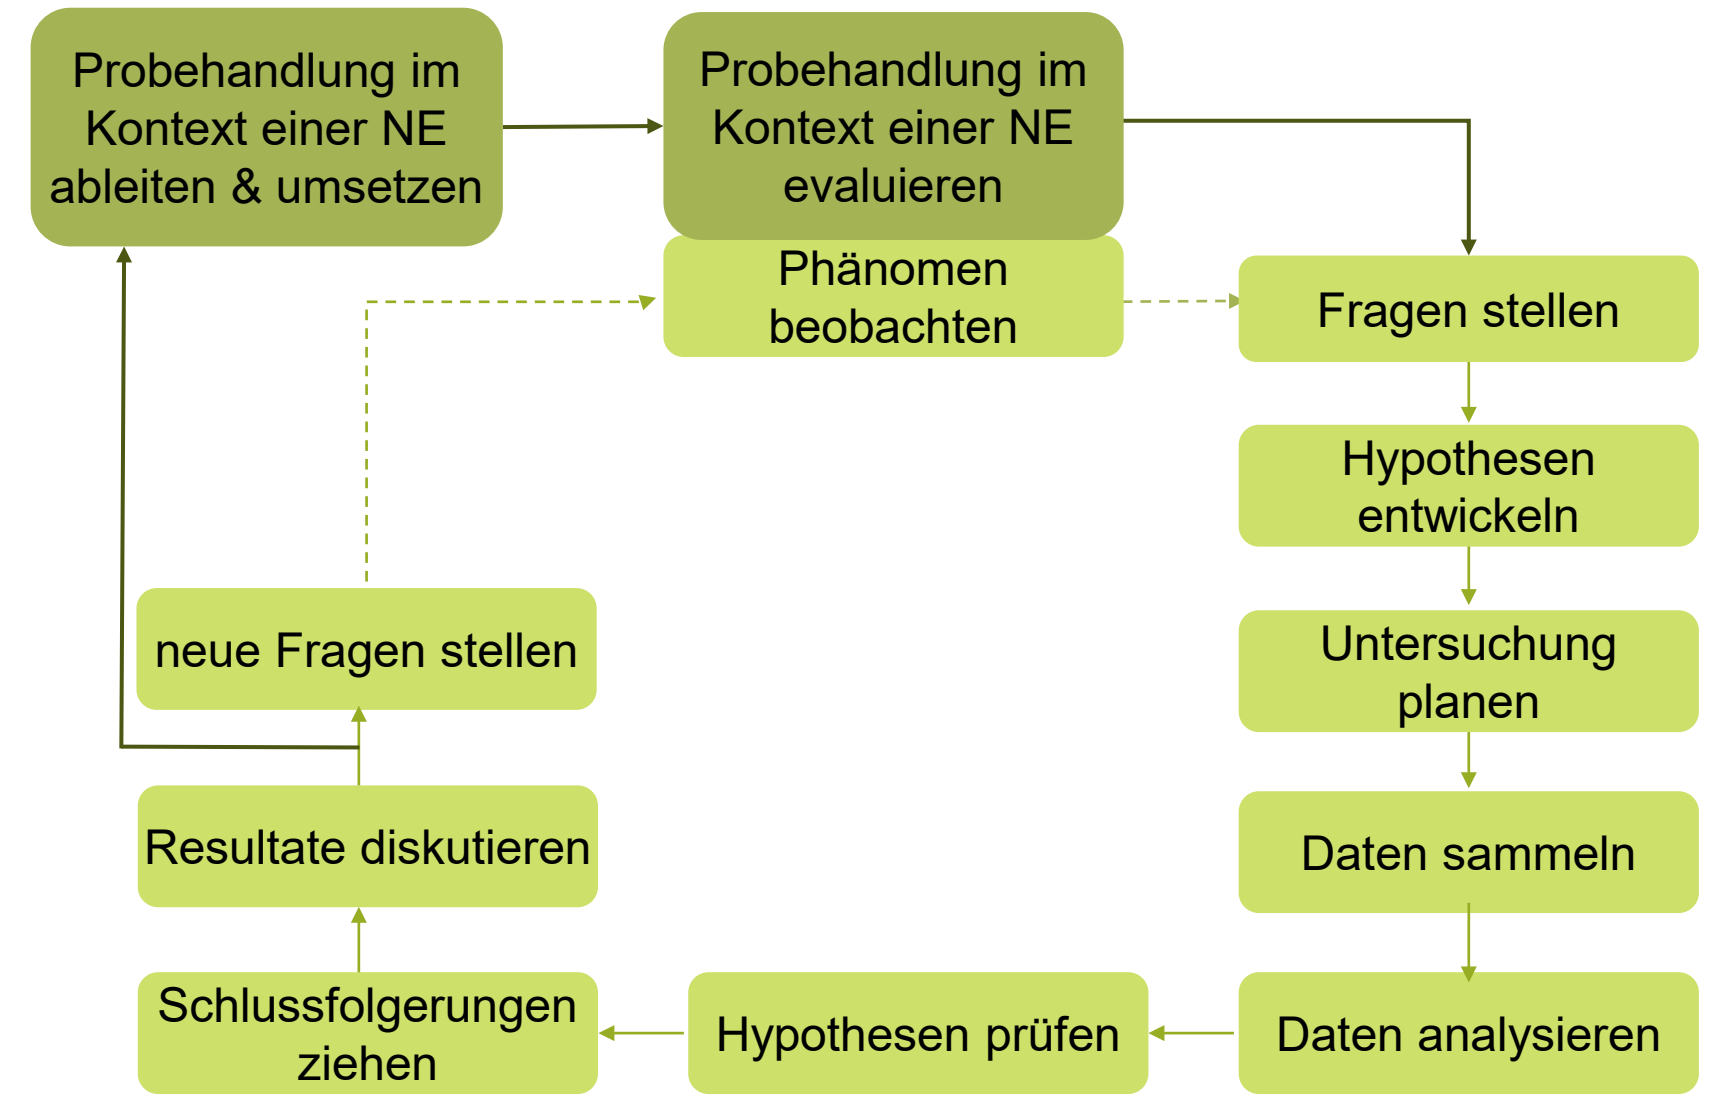 Probehandlung im
Kontext einer NE
ableiten & umsetzen
Probehandlung im
Kontext einer NE
evaluieren
Phänomen
beobachten
Fragen stellen
Hypothesen
entwickeln
Untersuchung
planen
Daten sammeln
Daten analysieren
Hypothesen prüfen
Schlussfolgerungen
ziehen
Resultate diskutieren
neue Fragen stellen